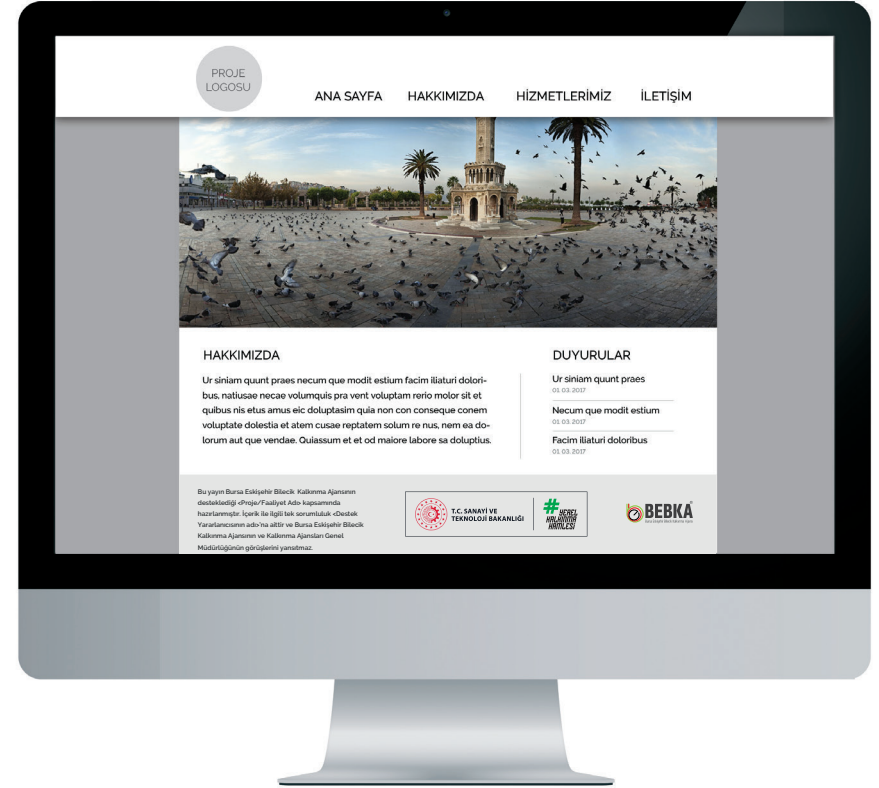 PROJE
LOGOSU
ANA SAYFA HAKKIMIZDA HİZMETLERİMİZ İLETİŞİM
HAKKIMIZDA
Ur siniam quunt praes necum que modit estium facim iliaturi dolori-
bus, natiusae necae volumquis pra vent voluptam rerio molor sit et
quibus nis etus amus eic doluptasim quia non con conseque conem
voluptate dolestia et atem cusae reptatem solum re nus, nem ea do-
lorum aut que vendae. Quiassum et et od maiore labore sa doluptius.
DUYURULAR
Ur siniam quunt praes
01. 03. 2017
Necum que modit estium
01. 03. 2017
Facim iliaturi doloribus
01. 03. 2017
Bu yayın Bursa Eskişehir Bilecik Kalkınma Ajansının
desteklediği <Proje/Faaliyet Adı> kapsamında
hazırlanmıştır. İçerik ile ilgili tek sorumluluk <Destek
Yararlanıcısının adı>'na aittir ve Bursa Eskişehir Bilecik
Kalkınma Ajansının ve Kalkınma Ajansları Genel
Müdürlüğünün görüşlerini yansıtmaz.
T.C. SANAYİ VE
TEKNOLOJİ BAKANLIĞI
# YEREL
KALKINMA
HAMLESİ
BEBKA